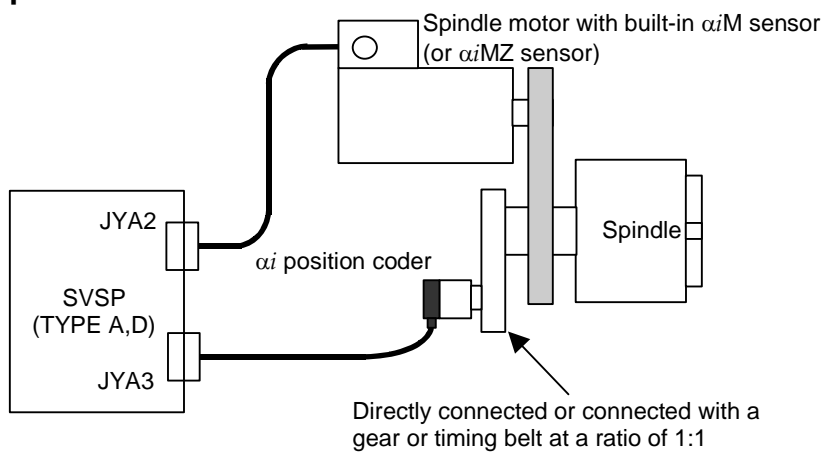 Spindle motor with built-in αiM sensor
(or αiMZ sensor)
JYA2
αi position coder
Spindle
SVSP
(TYPE A,D)
JYA3
Directly connected or connected with a
gear or timing belt at a ratio of 1:1